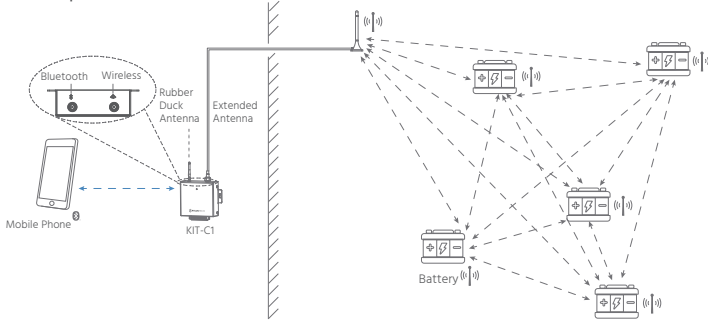 Bluetooth
Wireless
Rubber
Duck
Antenna
Extended
Antenna
Mobile Phone
KIT-C1
Battery